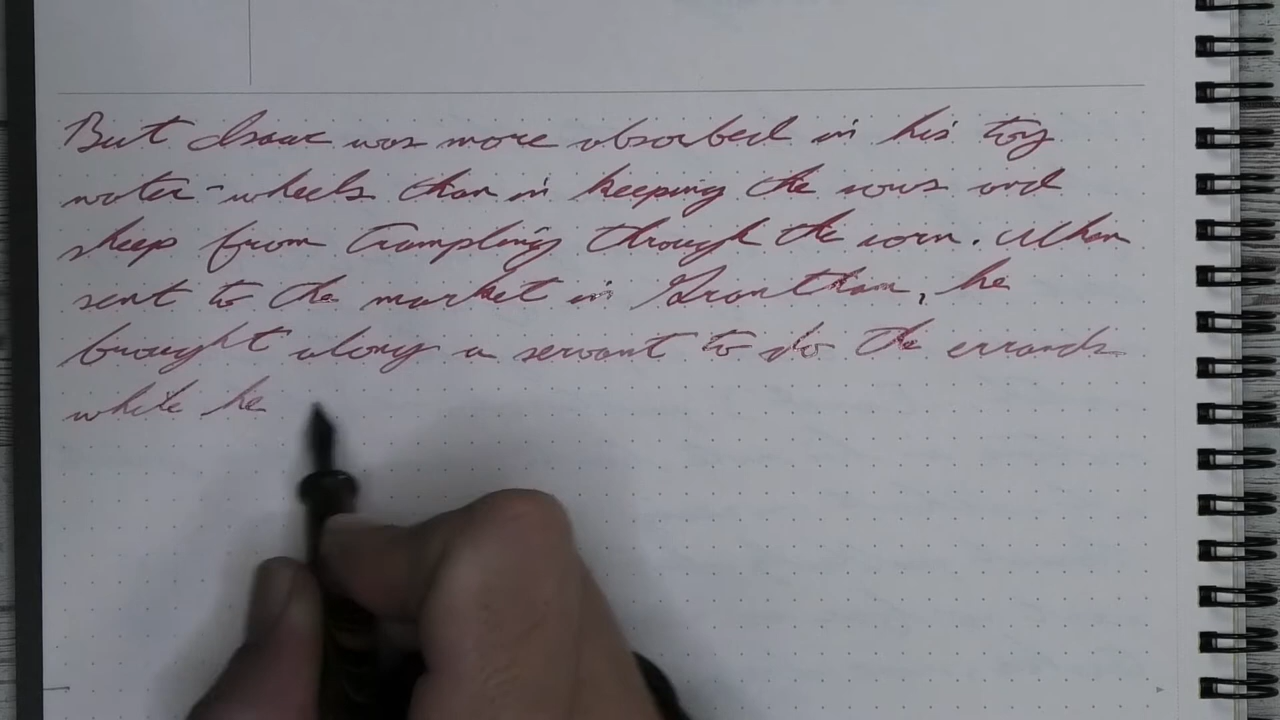 But Isaac was more absorbed in his toy
water-wheels than in keeping the cows and
sheep from trampling through the corn. When
sent to the market in Grantham, he
brought along a servant to do the errands
while he